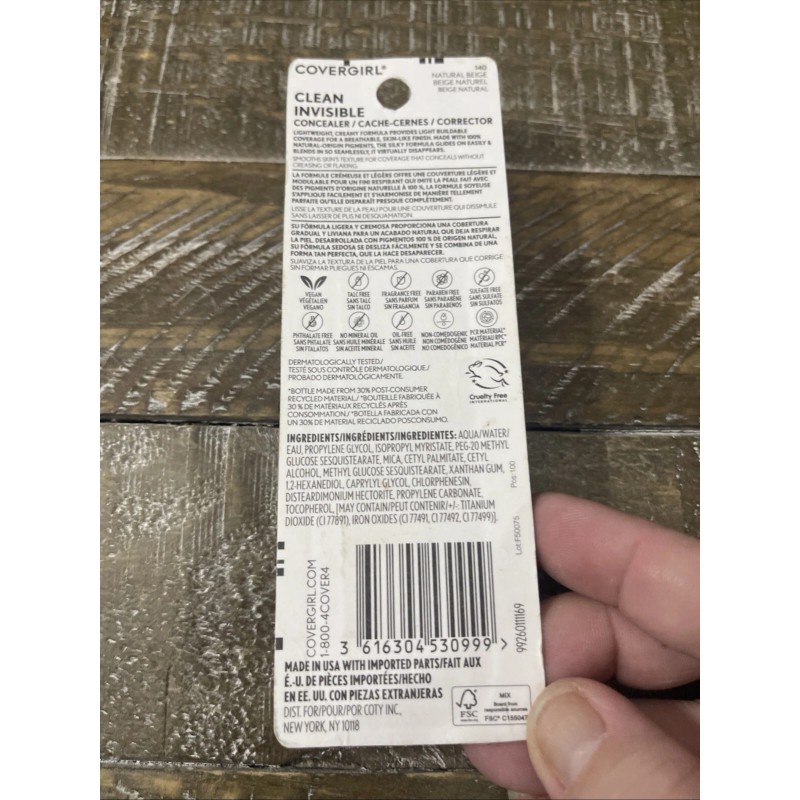 COVERGIRL®
140
NATURAL BEIGE
BEIGE NATUREL
BEIGE NATURAL
CLEAN
INVISIBLE
CONCEALER / CACHE-CERNES / CORRECTOR
LIGHTWEIGHT, CREAMY FORMULA PROVIDES LIGHT BUILDABLE
COVERAGE FOR A BREATHABLE, SKIN-LIKE FINISH. MADE WITH 100%
NATURAL-ORIGIN PIGMENTS, THE SILKY FORMULA GLIDES ON EASILY &
BLENDS IN SO SEAMLESSLY, IT VIRTUALLY DISAPPEARS.
SMOOTHS SKIN'S TEXTURE FOR COVERAGE THAT CONCEALS WITHOUT
CREASING OR FLAKING.
LA FORMULE CRÉMEUSE ET LÉGÈRE OFFRE UNE COUVERTURE LÉGÈRE ET
MODULABLE POUR UN FINI RESPIRANT QUI IMITE LA PEAU. FAIT AVEC
DES PIGMENTS D'ORIGINE NATURELLE À 100 %, LA FORMULE SOYEUSE
S'APPLIQUE FACILEMENT ET S'HARMONISE DE MANIÈRE TELLEMENT
PARFAITE QU'ELLE DISPARAÎT PRESQUE COMPLÈTEMENT.
LISSE LA TEXTURE DE LA PEAU POUR UNE COUVERTURE QUI DISSIMULE
SANS LAISSER DE PLIS NI DESQUAMATION.
SU FÓRMULA LIGERA Y CREMOSA PROPORCIONA UNA COBERTURA
GRADUAL Y LIVIANA PARA UN ACABADO NATURAL QUE DEJA RESPIRAR
LA PIEL. DESARROLLADA CON PIGMENTOS 100 % DE ORIGEN NATURAL,
SU FÓRMULA SEDOSA SE DESLIZA FÁCILMENTE Y SE COMBINA DE UNA
FORMA TAN PERFECTA, QUE LA HACE DESAPARECER.
SUAVIZA LA TEXTURA DE LA PIEL PARA UNA COBERTURA QUE CORRIGE
SIN FORMAR PLIEGUES NI ESCAMAS.
VEGAN
VÉGÉTALIEN
VEGANO
TALC FREE
SANS TALC
SIN TALCO
FRAGRANCE FREE
SANS PARFUM
SIN FRAGANCIA
PARABEN FREE
SANS PARABÈNE
SIN PARABENOS
SULFATE FREE
SANS SULFATE
SIN SULFATOS
PHTHALATE FREE
SANS PHTALATE
SIN FTALATOS
NO MINERAL OIL
SANS HUILE MINÉRALE
SIN ACEITE MINERAL
OIL-FREE
SANS HUILE
SIN ACEITE
NON-COMEDOGENIC
NON COMÉDOGÈNE
NO COMEDOGÉNICO
PCR MATERIAL*
MATÉRIAU RPC*
MATERIAL PCR*
DERMATOLOGICALLY TESTED /
TESTÉ SOUS CONTRÔLE DERMATOLOGIQUE /
PROBADO DERMATOLÓGICAMENTE.
Cruelty Free
INTERNATIONAL
*BOTTLE MADE FROM 30% POST-CONSUMER
RECYCLED MATERIAL / *BOUTEILLE FABRIQUÉE À
30 % DE MATÉRIAUX RECYCLÉS APRÈS
CONSOMMATION / *BOTELLA FABRICADA CON
UN 30% DE MATERIAL RECICLADO POSCONSUMO.
INGREDIENTS/INGRÉDIENTS/INGREDIENTES: AQUA/WATER/
EAU, PROPYLENE GLYCOL, ISOPROPYL MYRISTATE, PEG-20 METHYL
GLUCOSE SESQUISTEARATE, MICA, CETYL PALMITATE, CETYL
ALCOHOL, METHYL GLUCOSE SESQUISTEARATE, XANTHAN GUM,
1,2-HEXANEDIOL, CAPRYLYL GLYCOL, CHLORPHENESIN,
DISTEARDIMONIUM HECTORITE, PROPYLENE CARBONATE,
TOCOPHEROL, [MAY CONTAIN/PEUT CONTENIR/+/-: TITANIUM
DIOXIDE (CI 77891), IRON OXIDES (CI 77491, CI 77492, CI 77499)].
Pos 100
Lot:F50075
COVERGIRL.COM
1-800-4COVER4
3 616304 530999 >
99260111169
MADE IN USA WITH IMPORTED PARTS/FAIT AUX
É.-U. DE PIÈCES IMPORTÉES/HECHO
EN EE. UU. CON PIEZAS EXTRANJERAS
DIST. FOR/POUR/POR COTY INC.,
NEW YORK, NY 10118
FSC
MIX
Board from
responsible sources
FSC® C155047